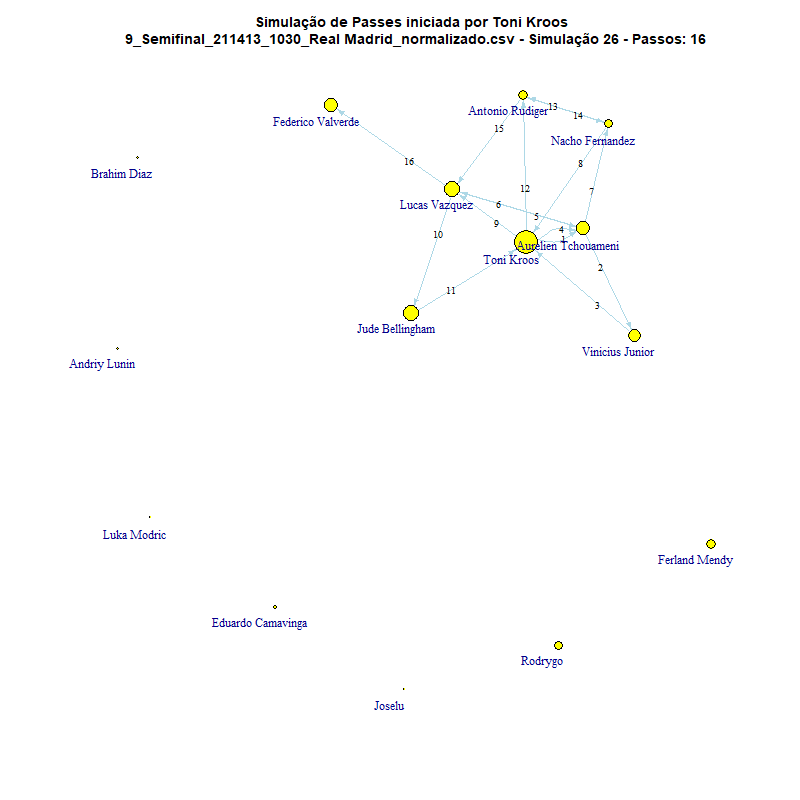 Simulação de Passes iniciada por Toni Kroos
9_Semifinal_211413_1030_Real Madrid_normalizado.csv - Simulação 26 - Passos: 16
13
Antonio Rudiger
14
Federico Valverde
15
Nacho Fernandez
16
8
Brahim Diaz
12
7
Lucas Vazquez
6
5
9
4
10
1
Aurelien Tchouameni
Toni Kroos
2
11
3
Jude Bellingham
Vinicius Junior
Andriy Lunin
Luka Modric
Ferland Mendy
Eduardo Camavinga
Rodrygo
Joselu